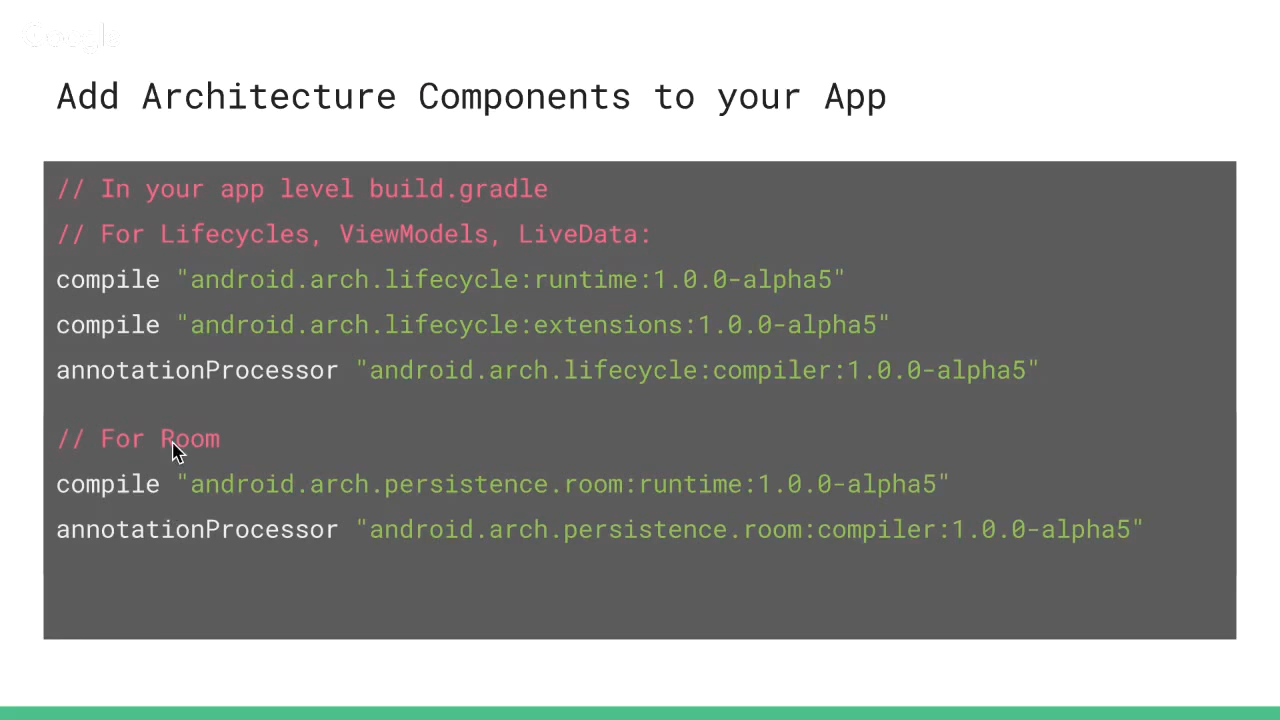 Add Architecture Components to your App
// In your app level build.gradle
// For Lifecycles, ViewModels, LiveData:
compile "android.arch.lifecycle:runtime:1.0.0-alpha5"
compile "android.arch.lifecycle:extensions:1.0.0-alpha5"
annotationProcessor "android.arch.lifecycle:compiler:1.0.0-alpha5"
// For Room
compile "android.arch.persistence.room:runtime:1.0.0-alpha5"
annotationProcessor "android.arch.persistence.room:compiler:1.0.0-alpha5"